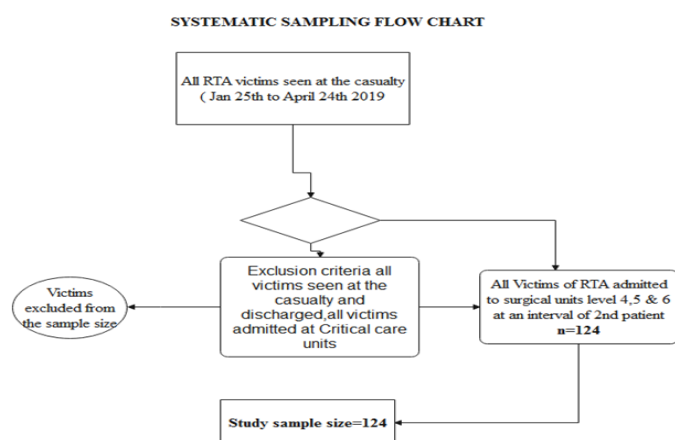 SYSTEMATIC SAMPLING FLOW CHART
All RTA victims seen at the casualty
( Jan 25th to April 24th 2019
Exclusion criteria all
victims seen at the
casualty and
discharged,all victims
admitted at Critical care
units
Victims
excluded from
the sample size
All Victims of RTA admitted
to surgical units level 4,5 & 6
at an interval of 2nd patient
n=124
Study sample size=124